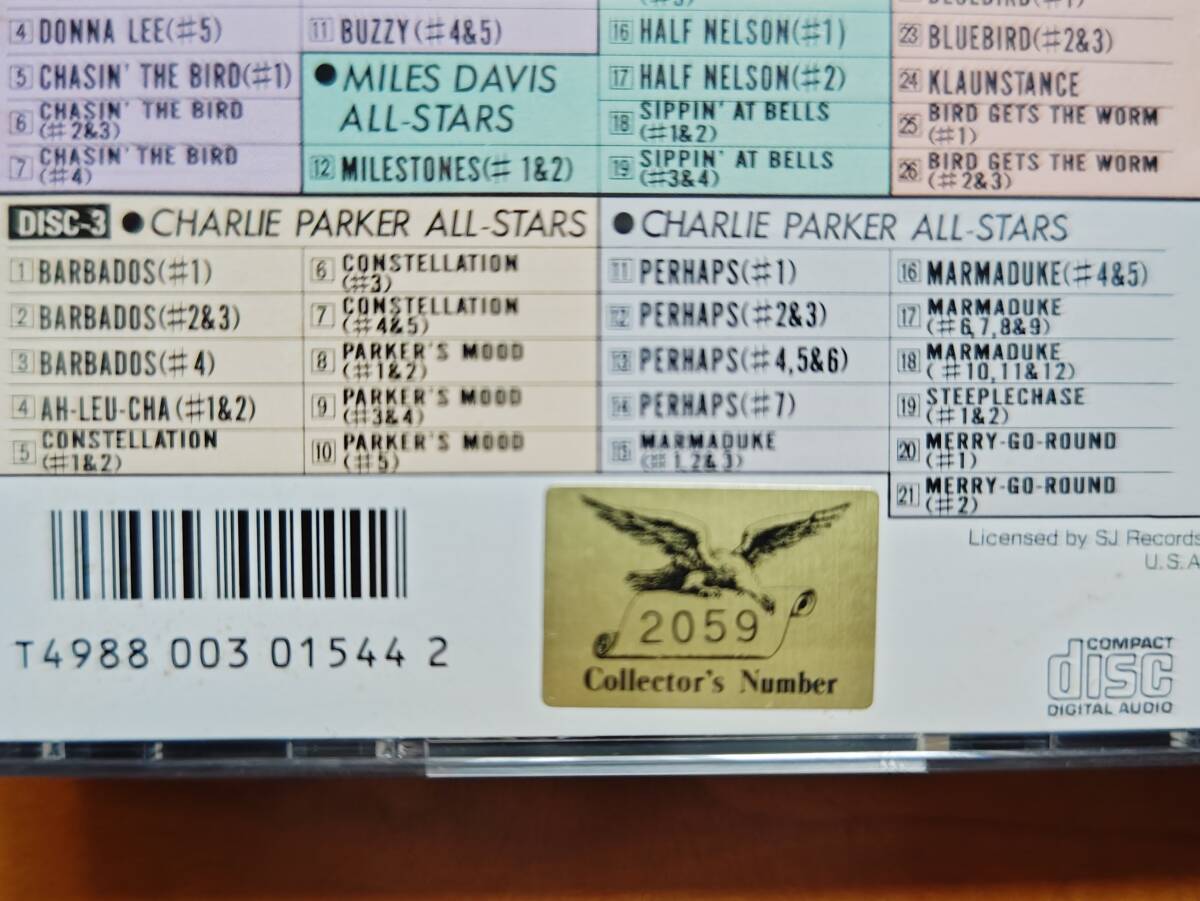 4 DONNA LEE(♯5)
5 CHASIN' THE BIRD(♯1)
6 CHASIN' THE BIRD
(♯2&3)
7 CHASIN' THE BIRD
(♯4)
11 BUZZY(♯4&5)
● MILES DAVIS
ALL-STARS
12 MILESTONES(♯1&2)
16 HALF NELSON(♯1)
17 HALF NELSON(♯2)
18 SIPPIN' AT BELLS
(♯1&2)
19 SIPPIN' AT BELLS
(♯3&4)
23 BLUEBIRD(♯2&3)
24 KLAUNSTANCE
25 BIRD GETS THE WORM
(♯1)
26 BIRD GETS THE WORM
(♯2&3)
DISC-3 ● CHARLIE PARKER ALL-STARS
1 BARBADOS(♯1)
2 BARBADOS(♯2&3)
3 BARBADOS(♯4)
4 AH-LEU-CHA(♯1&2)
5 CONSTELLATION
(♯1&2)
6 CONSTELLATION
(♯3)
7 CONSTELLATION
(♯4&5)
8 PARKER'S MOOD
(♯1&2)
9 PARKER'S MOOD
(♯3&4)
10 PARKER'S MOOD
(♯5)
● CHARLIE PARKER ALL-STARS
11 PERHAPS(♯1)
12 PERHAPS(♯2&3)
13 PERHAPS(♯4,5&6)
14 PERHAPS(♯7)
15 MARMADUKE
(♯1,2&3)
16 MARMADUKE(♯4&5)
17 MARMADUKE
(♯6,7,8&9)
18 MARMADUKE
(♯10,11&12)
19 STEEPLECHASE
(♯1&2)
20 MERRY-GO-ROUND
(♯1)
21 MERRY-GO-ROUND
(♯2)
Licensed by SJ Records
U.S.A
T4988 003 01544 2
2059
Collector's Number
COMPACT
disc
DIGITAL AUDIO